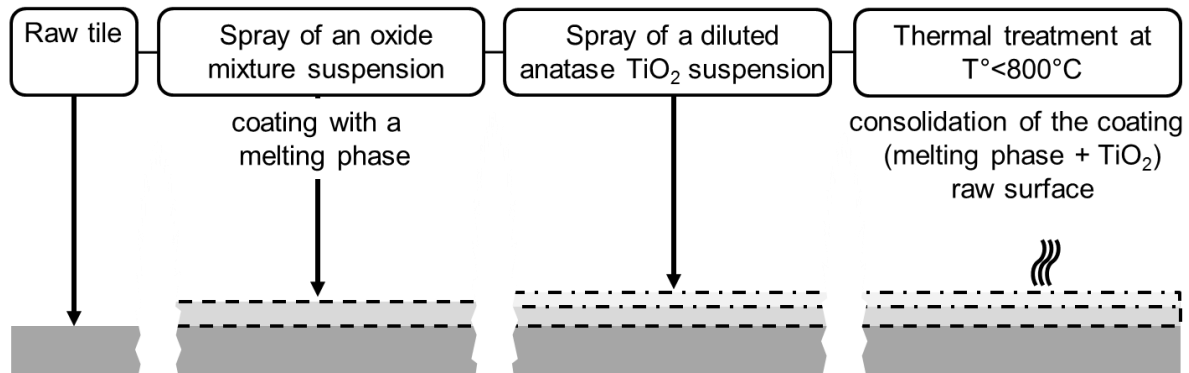 Raw tile
Spray of an oxide
mixture suspension
Spray of a diluted
anatase TiO₂ suspension
Thermal treatment at
T°<800°C
coating with a
melting phase
consolidation of the coating
(melting phase + TiO₂)
raw surface